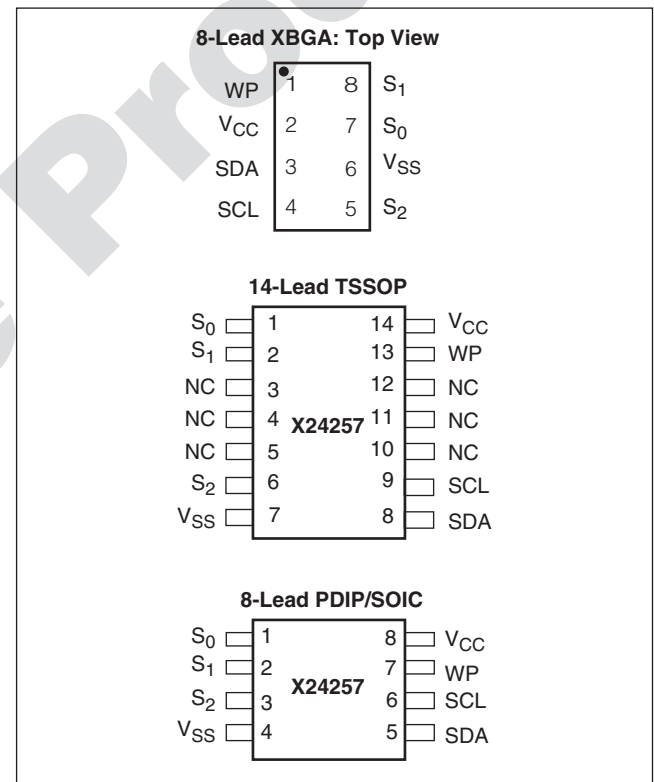 8-Lead XBGA: Top View
WP 1 8 S1
VCC 2 7 S0
SDA 3 6 VSS
SCL 4 5 S2
14-Lead TSSOP
S0 1 14 VCC
S1 2 13 WP
NC 3 12 NC
NC 4 X24257 11 NC
NC 5 10 NC
S2 6 9 SCL
VSS 7 8 SDA
8-Lead PDIP/SOIC
S0 1 8 VCC
S1 2 7 WP
X24257
S2 3 6 SCL
VSS 4 5 SDA